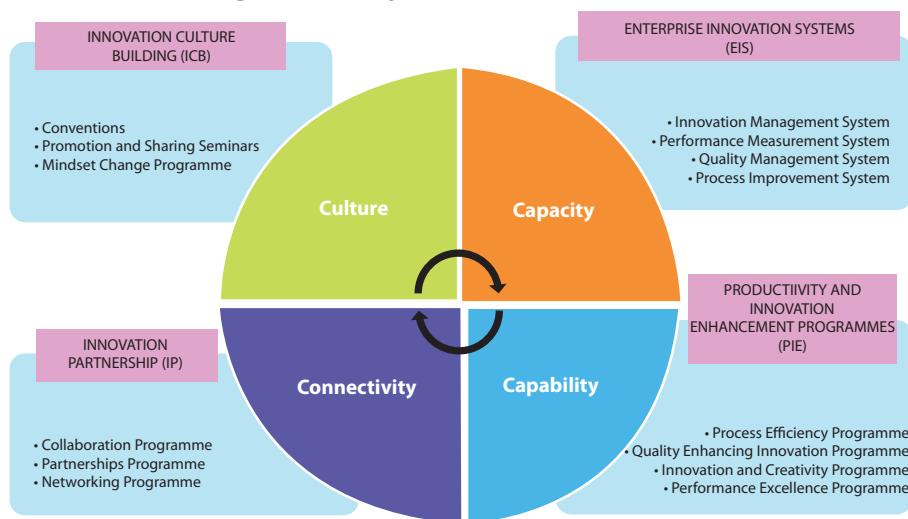 INNOVATION CULTURE
BUILDING (ICB)
• Conventions
• Promotion and Sharing Seminars
• Mindset Change Programme
ENTERPRISE INNOVATION SYSTEMS
(EIS)
• Innovation Management System
• Performance Measurement System
• Quality Management System
• Process Improvement System
Culture
Capacity
INNOVATION
PARTNERSHIP (IP)
• Collaboration Programme
• Partnerships Programme
• Networking Programme
PRODUCTIIVITY AND
INNOVATION
ENHANCEMENT PROGRAMMES
(PIE)
• Process Efficiency Programme
• Quality Enhancing Innovation Programme
• Innovation and Creativity Programme
• Performance Excellence Programme
Connectivity
Capability